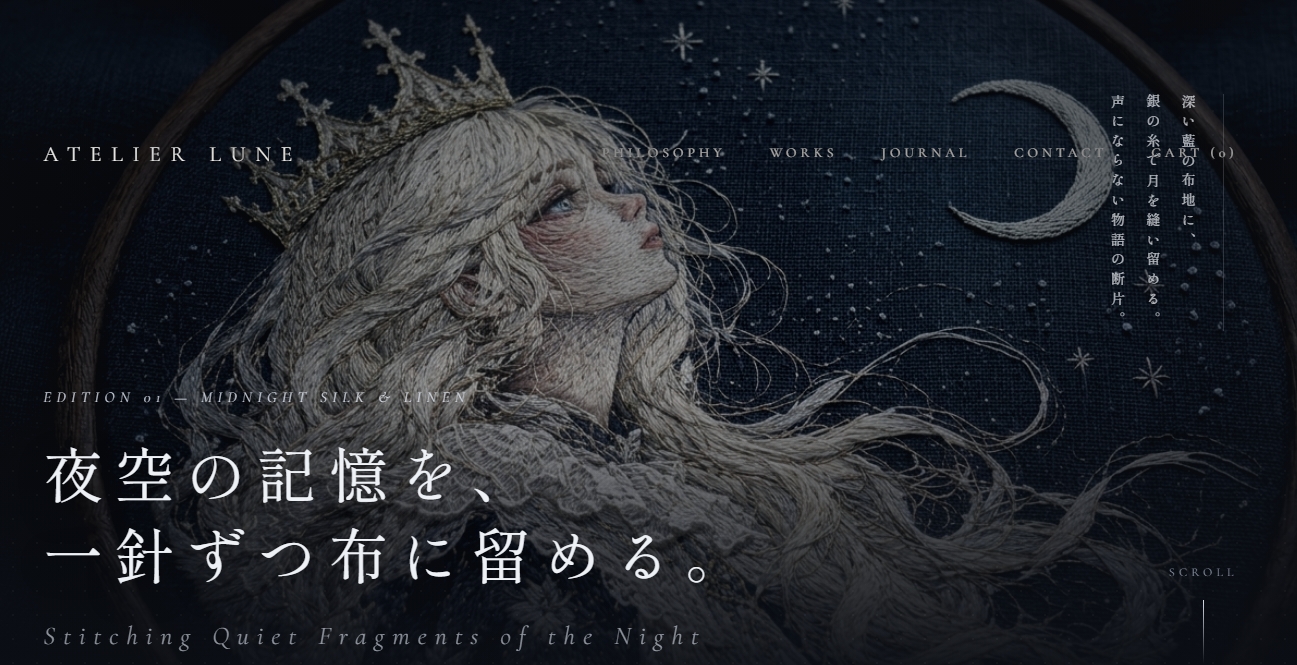 ATELIER LUNE
PHILOSOPHY
WORKS
JOURNAL
CONTACT
CART (0)
深い藍の布地に、
銀の糸で月を縫い留める。
声にならない物語の断片。
EDITION 01 — MIDNIGHT SILK & LINEN
夜空の記憶を、
一針ずつ布に留める。
Stitching Quiet Fragments of the Night
SCROLL